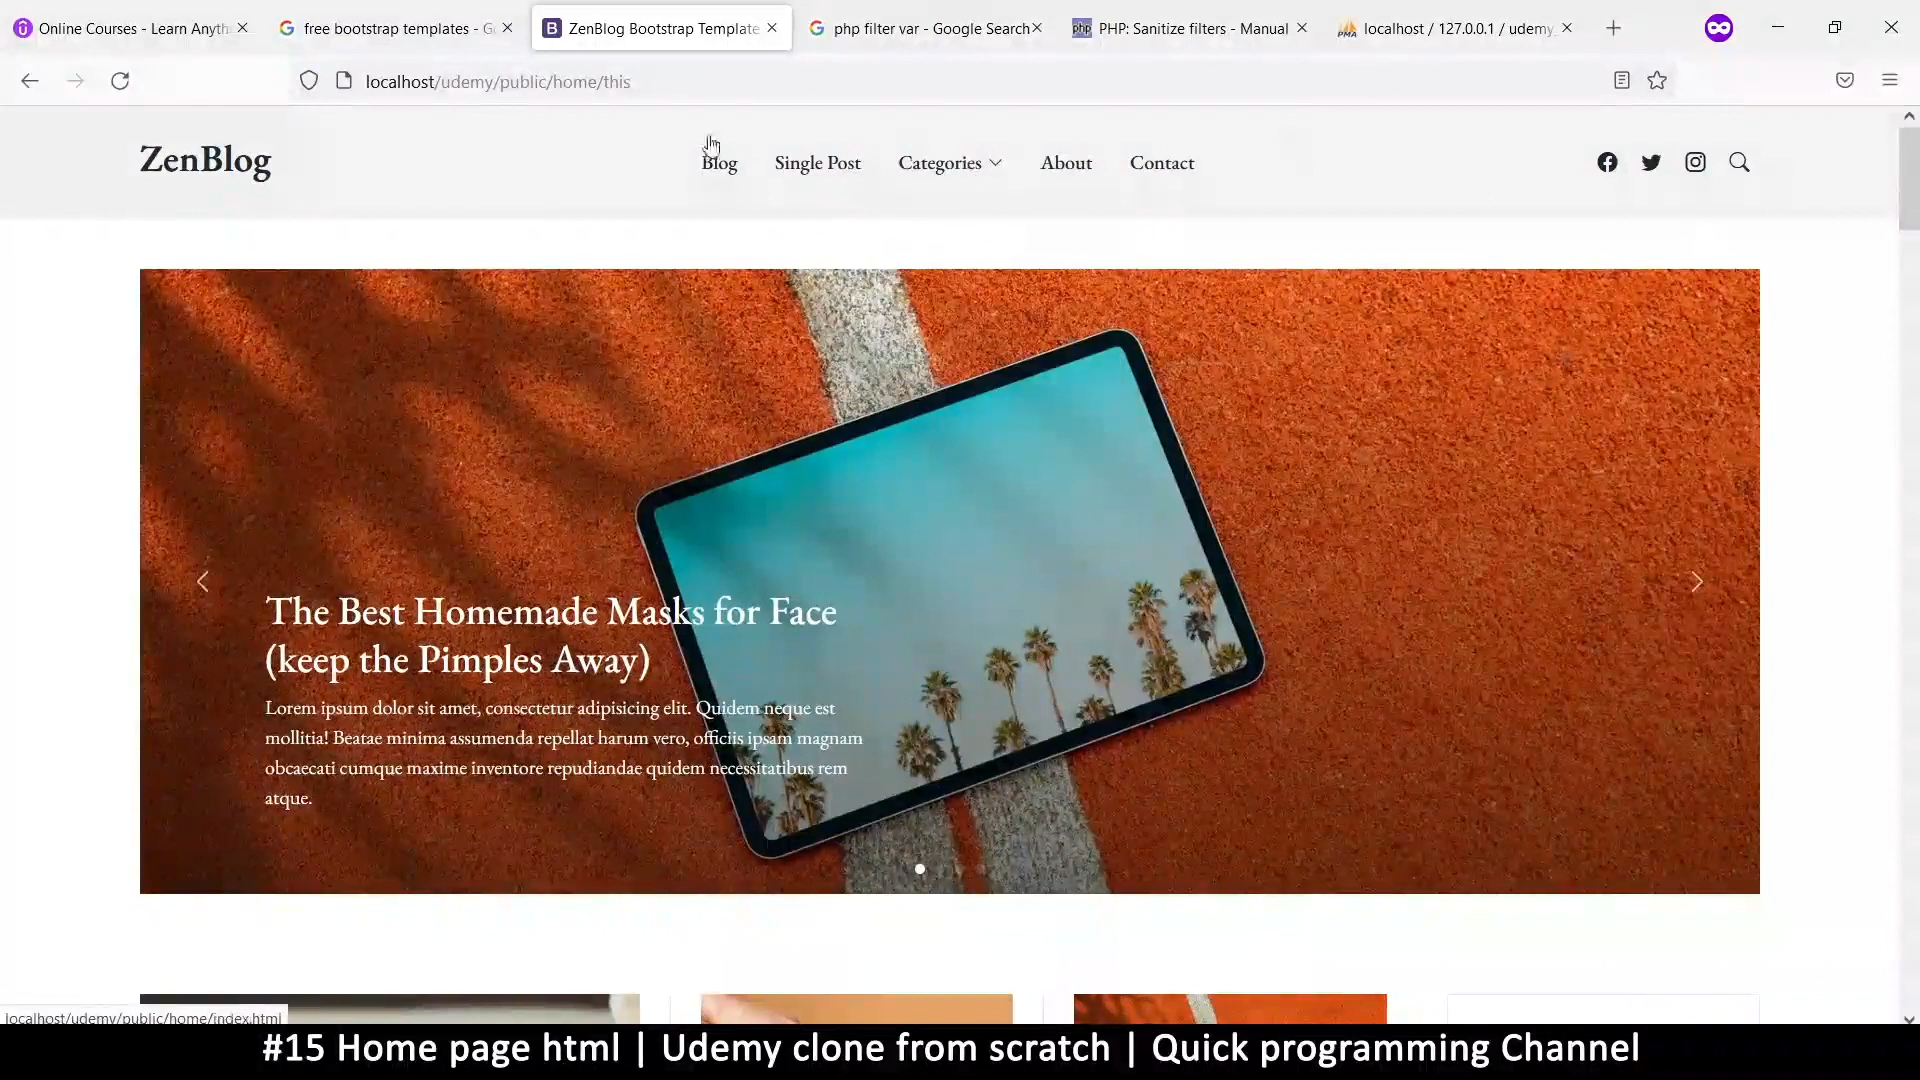 Online Courses - Learn Anyth
free bootstrap templates - G
ZenBlog Bootstrap Template
php filter var - Google Search
PHP: Sanitize filters - Manual
localhost / 127.0.0.1 / udemy_
localhost/udemy/public/home/this
ZenBlog
Blog
Single Post
Categories
About
Contact
The Best Homemade Masks for Face
(keep the Pimples Away)
Lorem ipsum dolor sit amet, consectetur adipisicing elit. Quidem neque est
mollitia! Beatae minima assumenda repellat harum vero, officiis ipsam magnam
obcaecati cumque maxime inventore repudiandae quidem necessitatibus rem
atque.
localhost/udemy/public/home/index.html
#15 Home page html | Udemy clone from scratch | Quick programming Channel